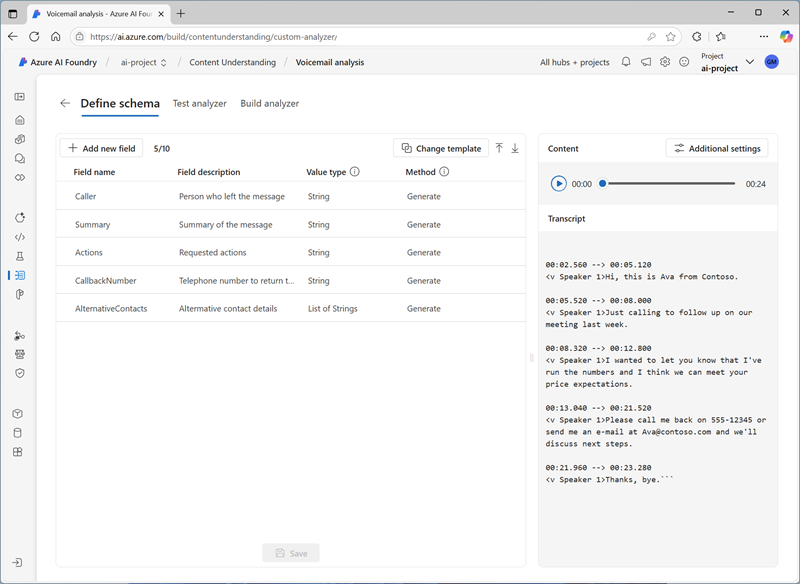 Voicemail analysis - Azure AI Four
https://ai.azure.com/build/contentunderstanding/custom-analyzer/
Azure AI Foundry / ai-project / Content Understanding / Voicemail analysis
All hubs + projects
Project
ai-project
GM
Define schema Test analyzer Build analyzer
Add new field 5/10 Change template
Field name Field description Value type Method
Caller Person who left the message String Generate
Summary Summary of the message String Generate
Actions Requested actions String Generate
CallbackNumber Telephone number to return t... String Generate
AlternativeContacts Altermative contact details List of Strings Generate
Save
Content Additional settings
00:00 00:24
Transcript
00:02.560 --> 00:05.120
<v Speaker 1>Hi, this is Ava from Contoso.
00:05.520 --> 00:08.000
<v Speaker 1>Just calling to follow up on our
meeting last week.
00:08.320 --> 00:12.800
<v Speaker 1>I wanted to let you know that I've
run the numbers and I think we can meet your
price expectations.
00:13.040 --> 00:21.520
<v Speaker 1>Please call me back on 555-12345 or
send me an e-mail at Ava@contoso.com and we'll
discuss next steps.
00:21.960 --> 00:23.280
<v Speaker 1>Thanks, bye.```